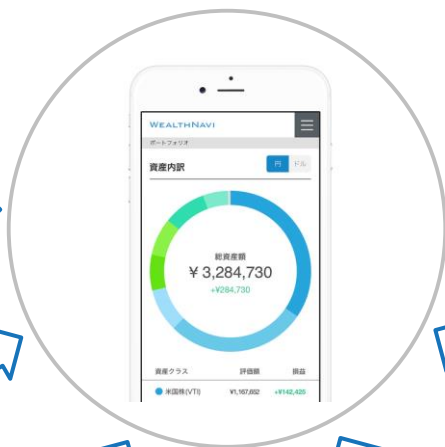 WEALTHNAVI
ポートフォリオ
資産内訳
円 ドル
総資産額
¥ 3,284,730
+¥284,730
資産クラス 評価額 損益
米国株(VTI) ¥1,167,652 +¥142,425